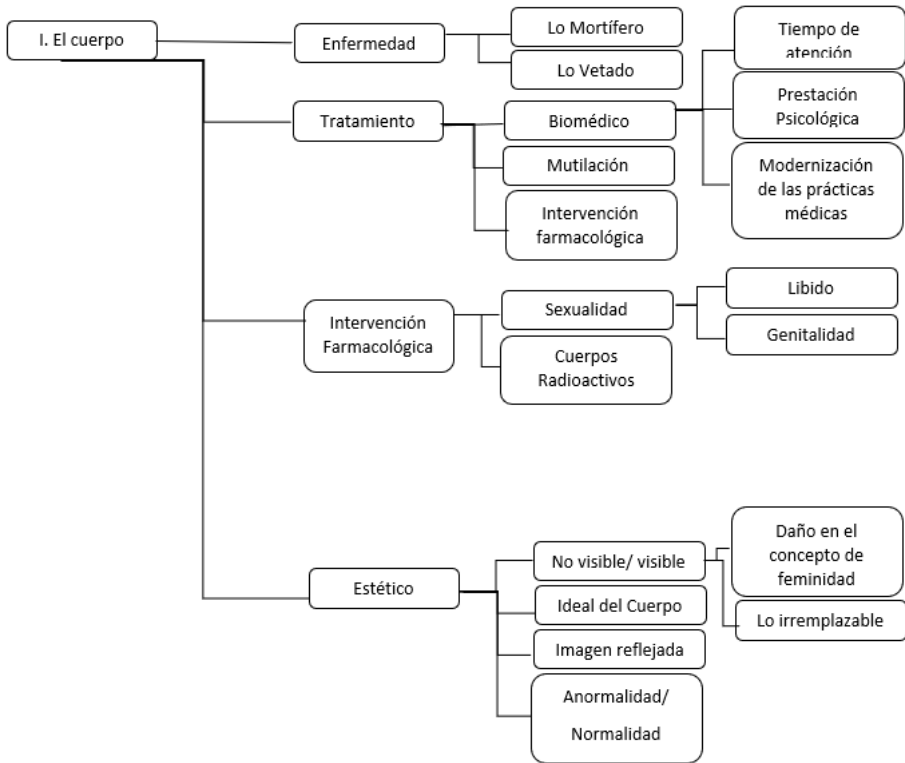 I. El cuerpo
Enfermedad
Lo Mortífero
Lo Vetado
Tratamiento
Biomédico
Tiempo de
atención
Prestación
Psicológica
Modernización
de las prácticas
médicas
Mutilación
Intervención
farmacológica
Intervención
Farmacológica
Sexualidad
Libido
Genitalidad
Cuerpos
Radioactivos
Estético
No visible/ visible
Daño en el
concepto de
feminidad
Lo irremplazable
Ideal del Cuerpo
Imagen reflejada
Anormalidad/
Normalidad